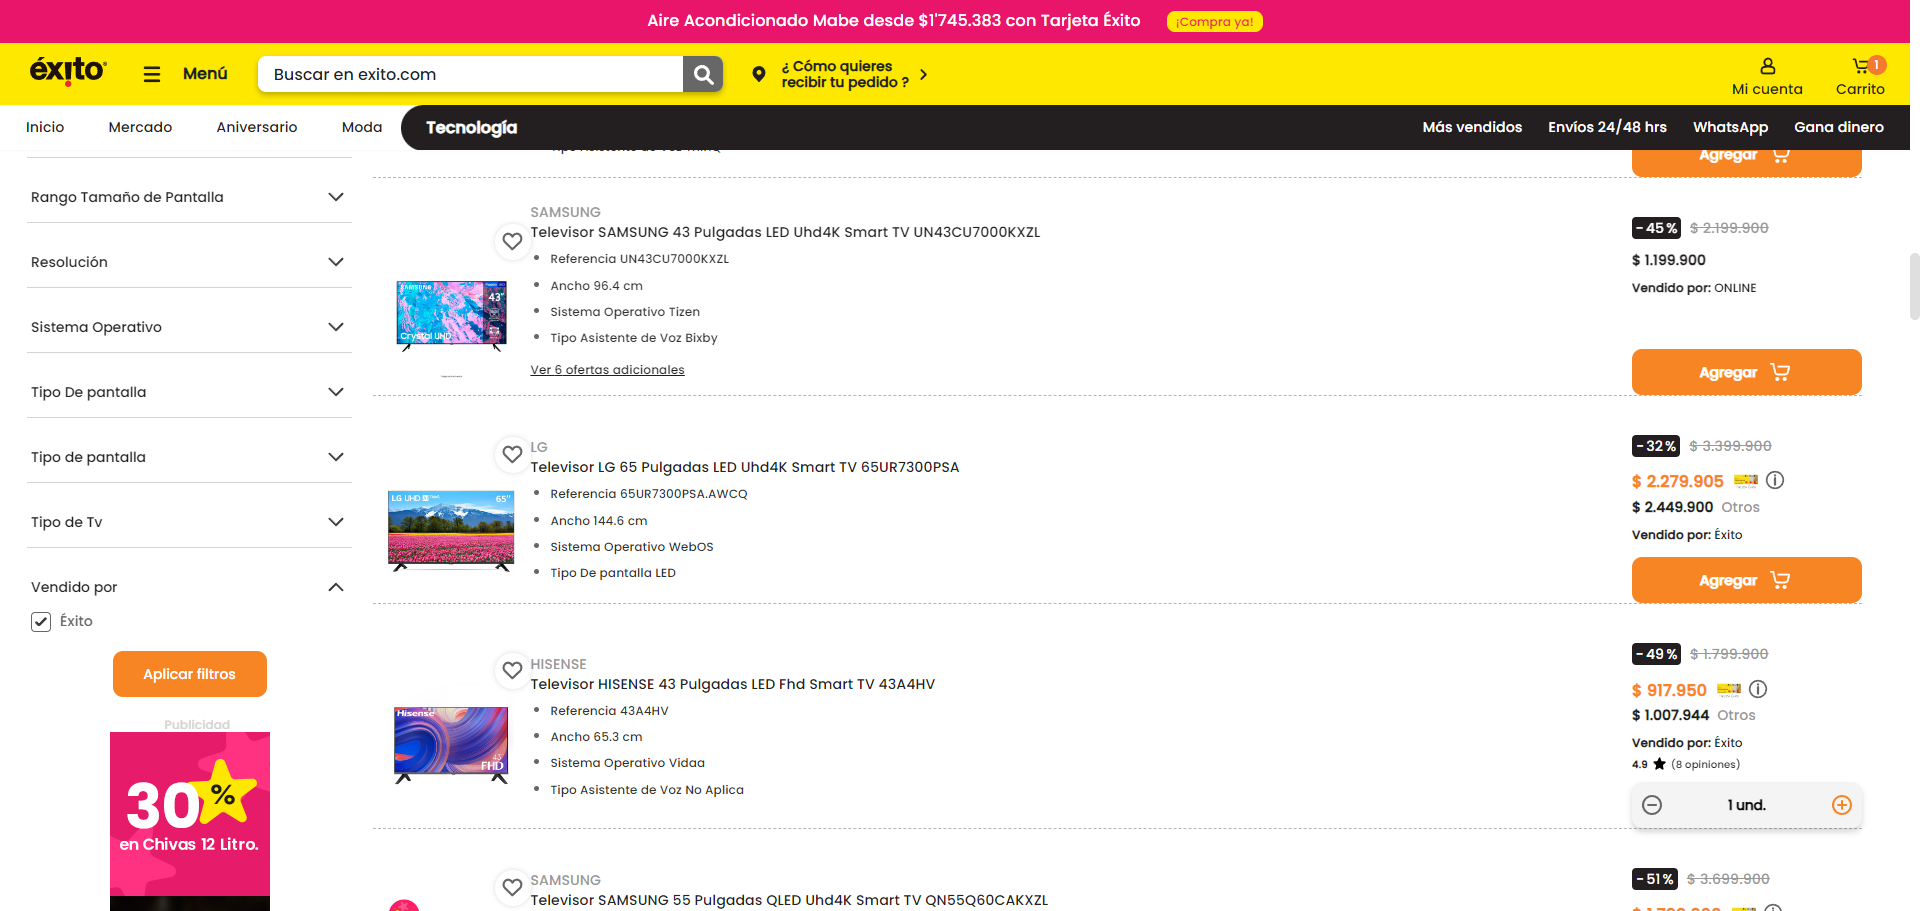 Aire Acondicionado Mabe desde $1'745.383 con Tarjeta Éxito ¡Compra ya!
éxito Menú Buscar en exito.com ¿ Cómo quieres
recibir tu pedido ? Mi cuenta 1 Carrito
Inicio Mercado Aniversario Moda Tecnología Más vendidos Envíos 24/48 hrs WhatsApp Gana dinero
Rango Tamaño de Pantalla
Resolución
Sistema Operativo
Tipo De pantalla
Tipo de pantalla
Tipo de Tv
Vendido por
Éxito
Aplicar filtros
Publicidad
30%
en Chivas 12 Litro.
Agregar
SAMSUNG
Televisor SAMSUNG 43 Pulgadas LED Uhd4K Smart TV UN43CU7000KXZL
Referencia UN43CU7000KXZL
Ancho 96.4 cm
Sistema Operativo Tizen
Tipo Asistente de Voz Bixby
Ver 6 ofertas adicionales
SAMSUNG
43"
Crystal UHD
- 45 % $ 2.199.900
$ 1.199.900
Vendido por: ONLINE
Agregar
LG
Televisor LG 65 Pulgadas LED Uhd4K Smart TV 65UR7300PSA
Referencia 65UR7300PSA.AWCQ
Ancho 144.6 cm
Sistema Operativo WebOS
Tipo De pantalla LED
LG UHD
65"
- 32 % $ 3.399.900
$ 2.279.905
$ 2.449.900 Otros
Vendido por: Éxito
Agregar
HISENSE
Televisor HISENSE 43 Pulgadas LED Fhd Smart TV 43A4HV
Referencia 43A4HV
Ancho 65.3 cm
Sistema Operativo Vidaa
Tipo Asistente de Voz No Aplica
Hisense
43
FHD
- 49 % $ 1.799.900
$ 917.950
$ 1.007.944 Otros
Vendido por: Éxito
4.9 (8 opiniones)
1 und.
SAMSUNG
Televisor SAMSUNG 55 Pulgadas QLED Uhd4K Smart TV QN55Q60CAKXZL
- 51 % $ 3.699.900